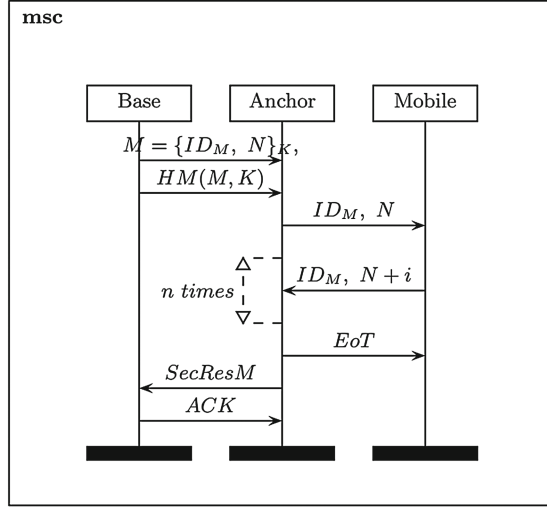 msc
Base Anchor Mobile
M = {ID_M, N}_K,
HM(M, K)
ID_M, N
ID_M, N + i
n times
EoT
SecResM
ACK